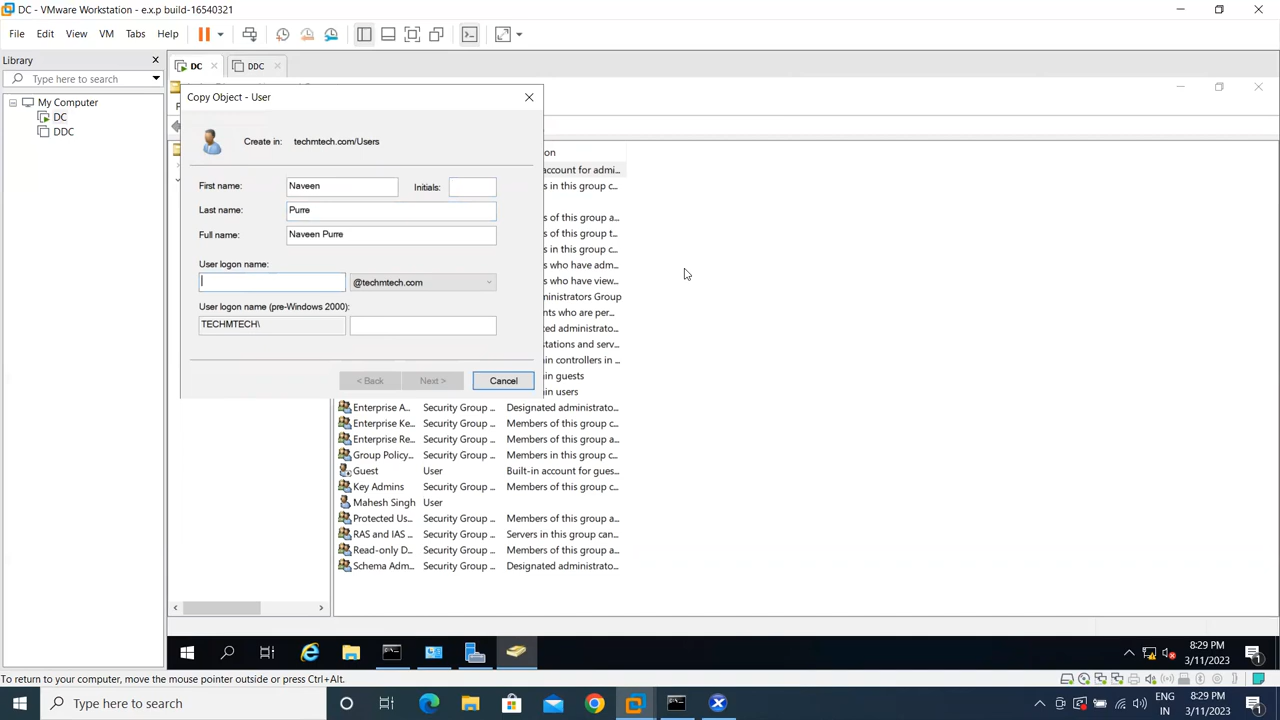 DC - VMware Workstation - e.x.p build-16540321
File Edit View VM Tabs Help
Library
Type here to search
My Computer
DC
DDC
DC
DDC
Copy Object - User
Create in: techmtech.com/Users
First name: Naveen Initials:
Last name: Purre
Full name: Naveen Purre
User logon name:
@techmtech.com
User logon name (pre-Windows 2000):
TECHMTECH\
< Back Next > Cancel
on
account for admi...
s in this group c...
of this group a...
of this group t...
s in this group c...
s who have adm...
s who have view...
ministrators Group
nts who are per...
ated administrato...
stations and serv...
in controllers in ...
in guests
in users
Enterprise A... Security Group ... Designated administrato...
Enterprise Ke... Security Group ... Members of this group c...
Enterprise Re... Security Group ... Members of this group a...
Group Policy... Security Group ... Members in this group c...
Guest User Built-in account for gues...
Key Admins Security Group ... Members of this group c...
Mahesh Singh User
Protected Us... Security Group ... Members of this group a...
RAS and IAS ... Security Group ... Servers in this group can...
Read-only D... Security Group ... Members of this group a...
Schema Adm... Security Group ... Designated administrato...
8:29 PM
3/11/2023
1
To return to your computer, move the mouse pointer outside or press Ctrl+Alt.
Type here to search
ENG
IN
8:29 PM
3/11/2023
1